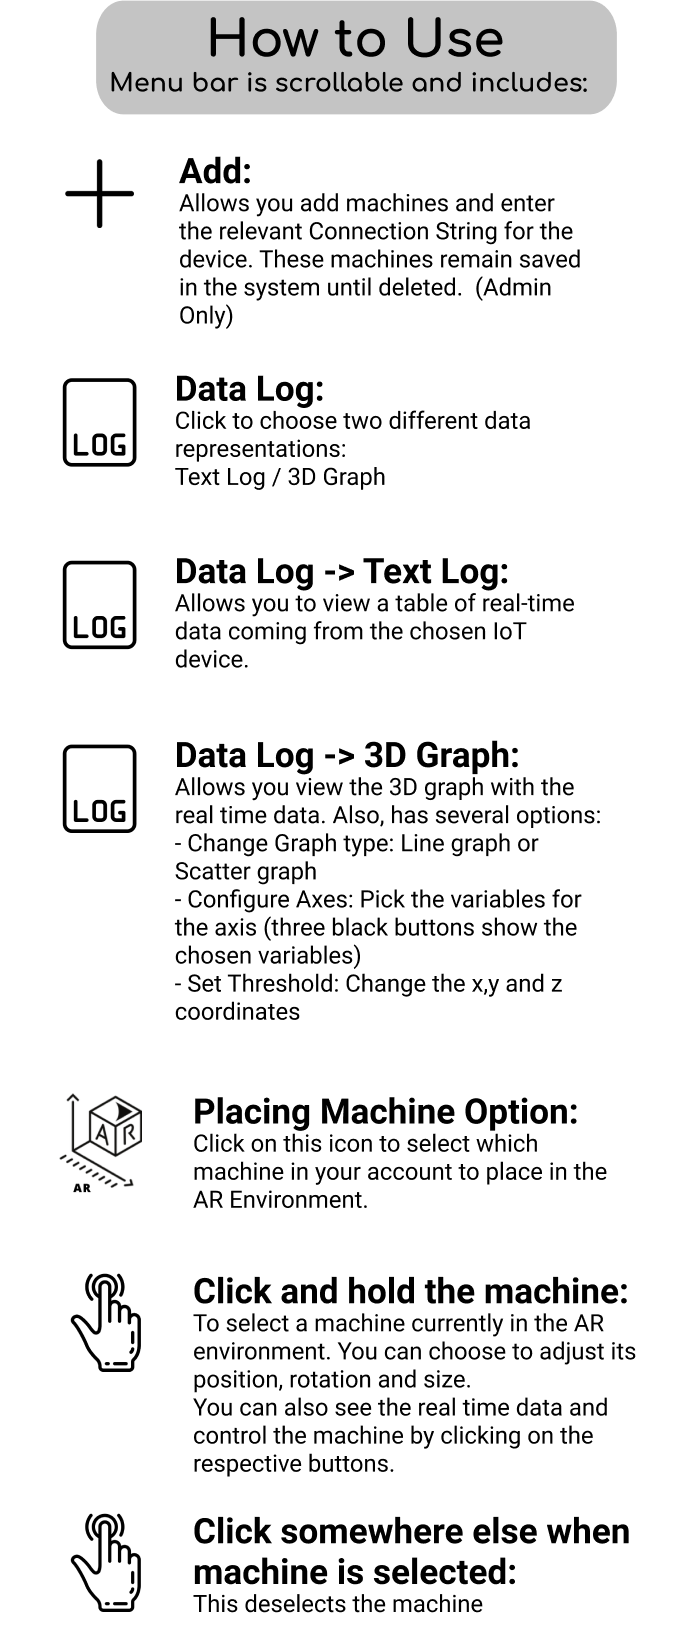 How to Use
Menu bar is scrollable and includes:
Add:
Allows you add machines and enter
the relevant Connection String for the
device. These machines remain saved
in the system until deleted.  (Admin
Only)
LOG
Data Log:
Click to choose two different data
representations:
Text Log / 3D Graph
LOG
Data Log -> Text Log:
Allows you to view a table of real-time
data coming from the chosen IoT
device.
LOG
Data Log -> 3D Graph:
Allows you view the 3D graph with the
real time data. Also, has several options:
- Change Graph type: Line graph or
Scatter graph
- Configure Axes: Pick the variables for
the axis (three black buttons show the
chosen variables)
- Set Threshold: Change the x,y and z
coordinates
AR
AR
Placing Machine Option:
Click on this icon to select which
machine in your account to place in the
AR Environment.
Click and hold the machine:
To select a machine currently in the AR
environment. You can choose to adjust its
position, rotation and size.
You can also see the real time data and
control the machine by clicking on the
respective buttons.
Click somewhere else when
machine is selected:
This deselects the machine